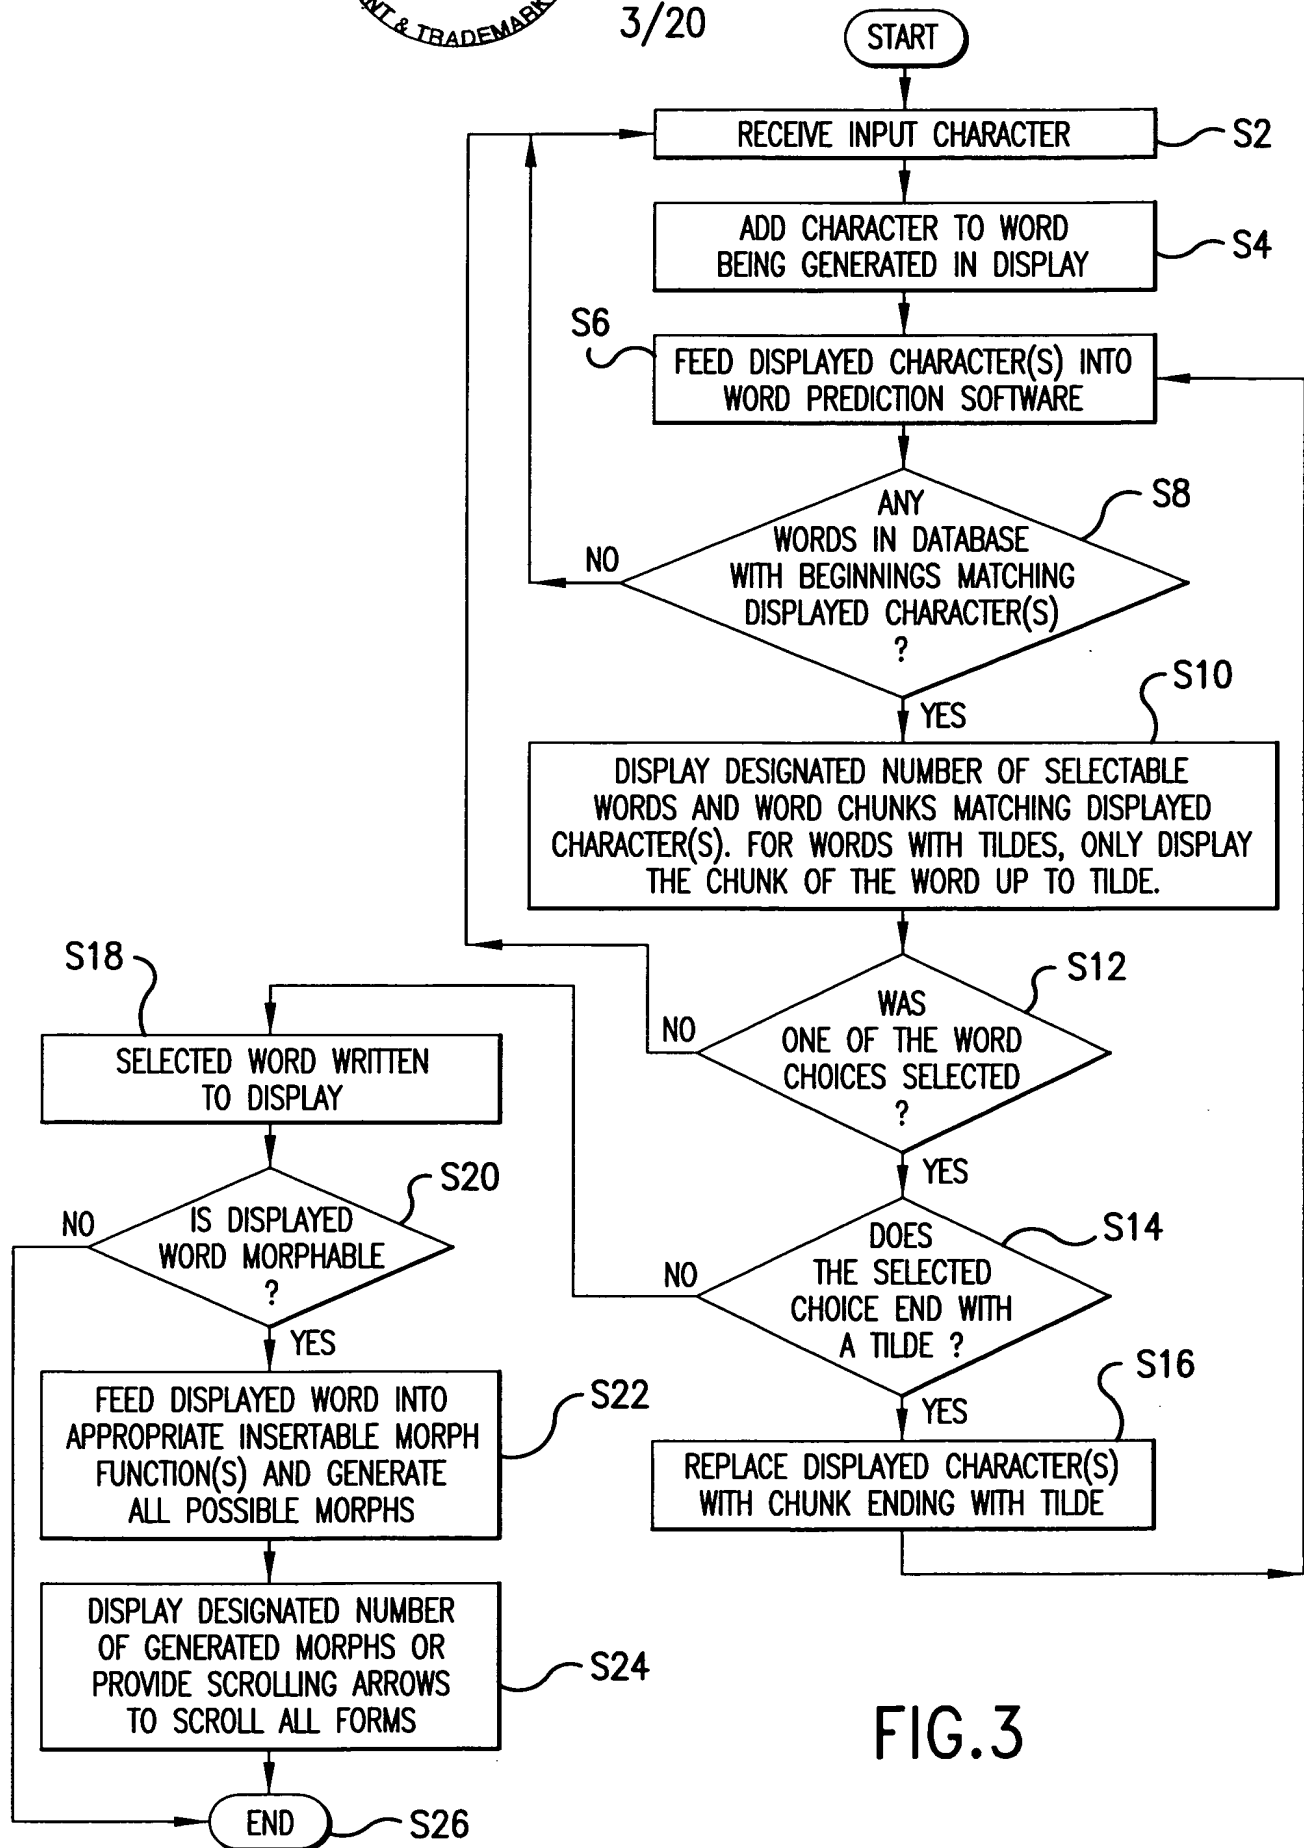 NT & TRADEMARK
3/20
START
RECEIVE INPUT CHARACTER
S2
ADD CHARACTER TO WORD
BEING GENERATED IN DISPLAY
S4
S6
FEED DISPLAYED CHARACTER(S) INTO
WORD PREDICTION SOFTWARE
S8
ANY
WORDS IN DATABASE
WITH BEGINNINGS MATCHING
DISPLAYED CHARACTER(S)
?
NO
YES
S10
DISPLAY DESIGNATED NUMBER OF SELECTABLE
WORDS AND WORD CHUNKS MATCHING DISPLAYED
CHARACTER(S). FOR WORDS WITH TILDES, ONLY DISPLAY
THE CHUNK OF THE WORD UP TO TILDE.
S12
WAS
ONE OF THE WORD
CHOICES SELECTED
?
NO
YES
S14
DOES
THE SELECTED
CHOICE END WITH
A TILDE ?
NO
YES
S16
REPLACE DISPLAYED CHARACTER(S)
WITH CHUNK ENDING WITH TILDE
S18
SELECTED WORD WRITTEN
TO DISPLAY
S20
IS DISPLAYED
WORD MORPHABLE
?
NO
YES
FEED DISPLAYED WORD INTO
APPROPRIATE INSERTABLE MORPH
FUNCTION(S) AND GENERATE
ALL POSSIBLE MORPHS
S22
DISPLAY DESIGNATED NUMBER
OF GENERATED MORPHS OR
PROVIDE SCROLLING ARROWS
TO SCROLL ALL FORMS
S24
END
S26
FIG.3